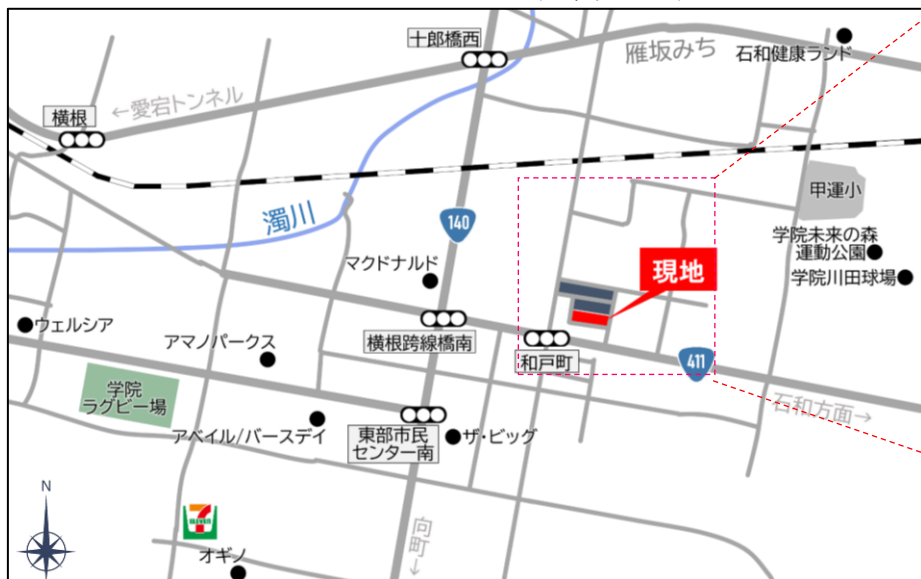 十郎橋西
雁坂みち
石和健康ランド
横根
←愛宕トンネル
甲運小
濁川
140
学院未来の森
運動公園
学院川田球場
マクドナルド
現地
ウェルシア
アマノパークス
横根跨線橋南
和戸町
411
学院
ラグビー場
石和方面→
アベイル/バースデイ
東部市民
センター南
ザ・ビッグ
N
7
ELEVEn
向町→
オギノ